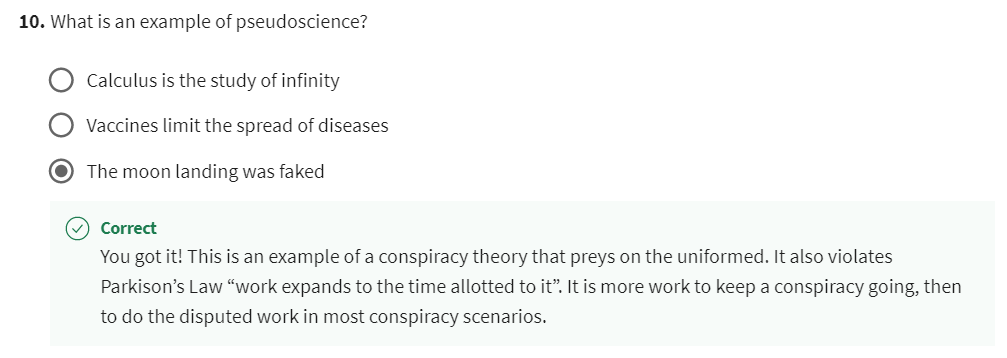 10. What is an example of pseudoscience?
Calculus is the study of infinity
Vaccines limit the spread of diseases
The moon landing was faked
Correct
You got it! This is an example of a conspiracy theory that preys on the uniformed. It also violates
Parkison’s Law “work expands to the time allotted to it”. It is more work to keep a conspiracy going, then
to do the disputed work in most conspiracy scenarios.